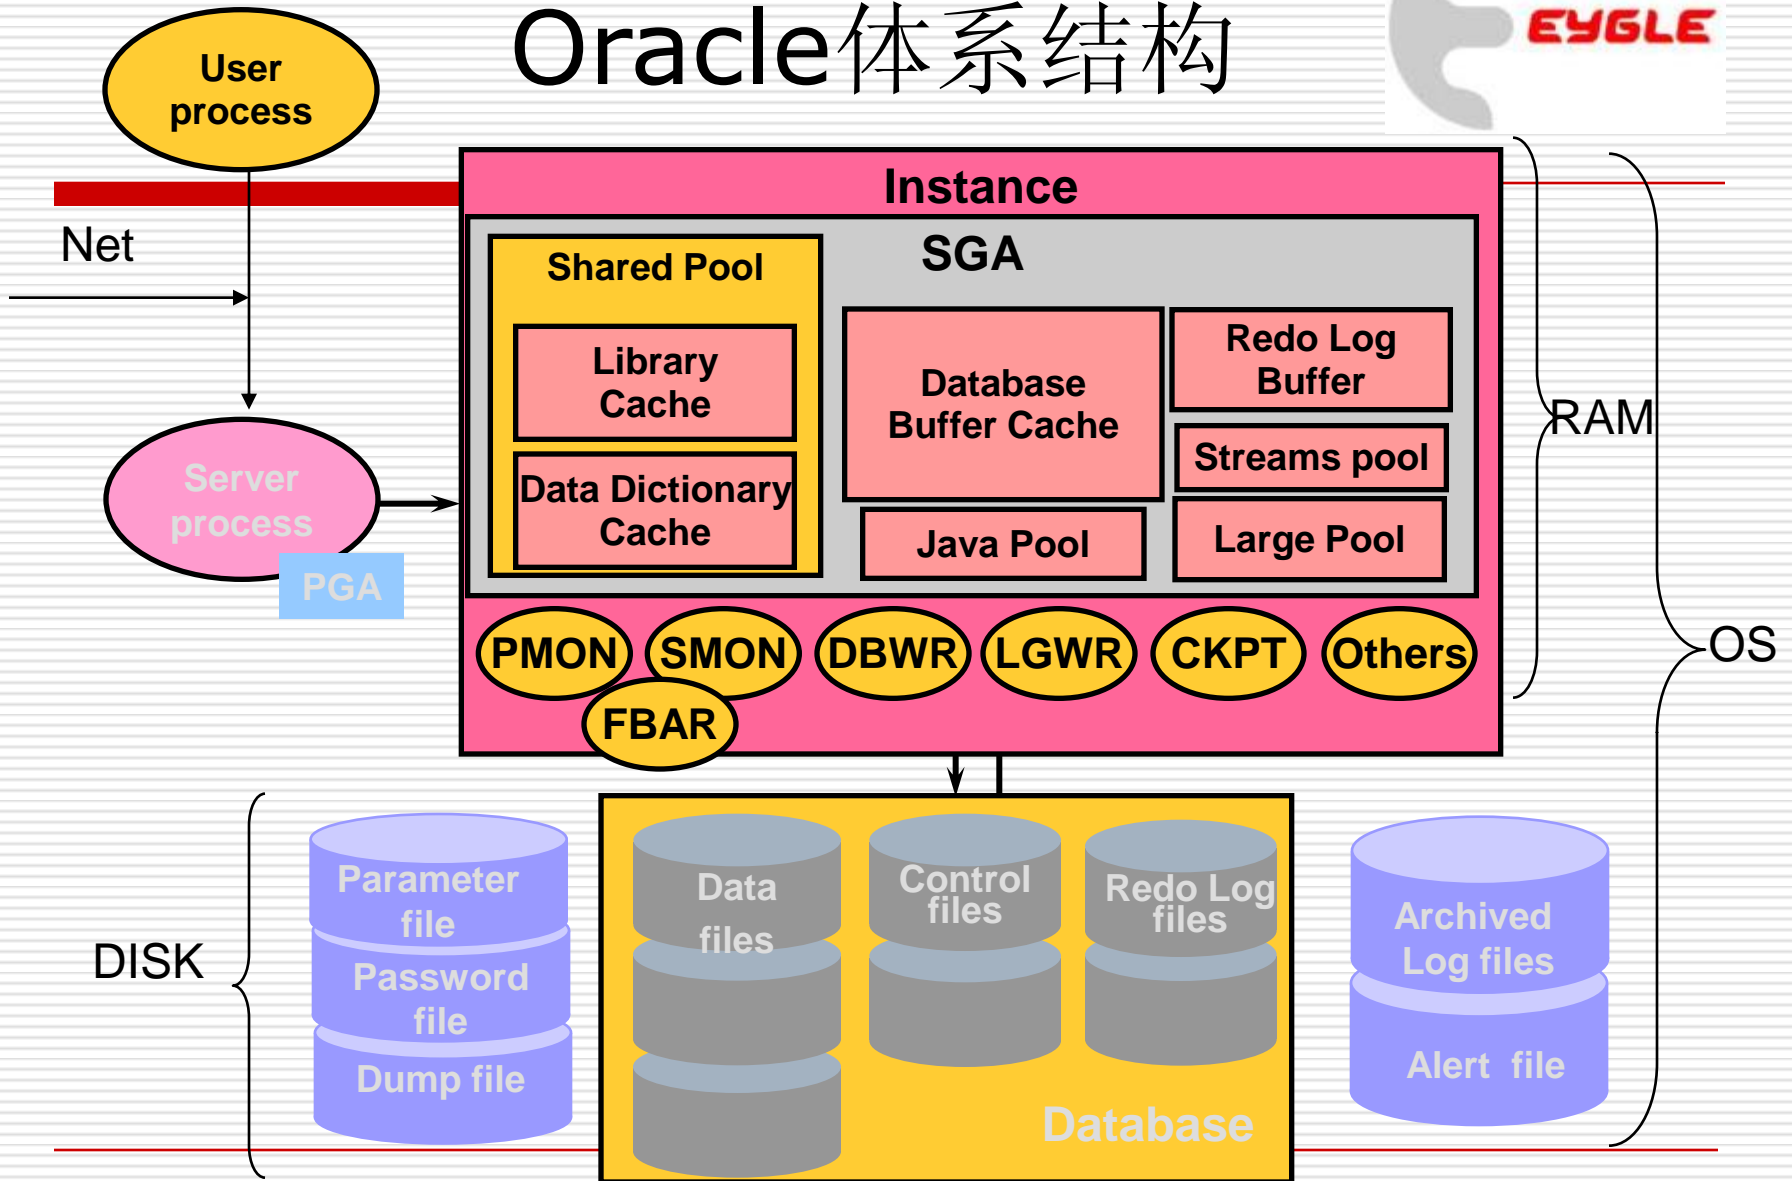 Oracle体系结构
EYGLE
User
process
Net
Server
process
PGA
Instance
SGA
Shared Pool
Library
Cache
Data Dictionary
Cache
Database
Buffer Cache
Java Pool
Redo Log
Buffer
Streams pool
Large Pool
PMON
SMON
DBWR
LGWR
CKPT
Others
FBAR
RAM
OS
DISK
Parameter
file
Password
file
Dump file
Data
files
Control
files
Redo Log
files
Database
Archived
Log files
Alert file